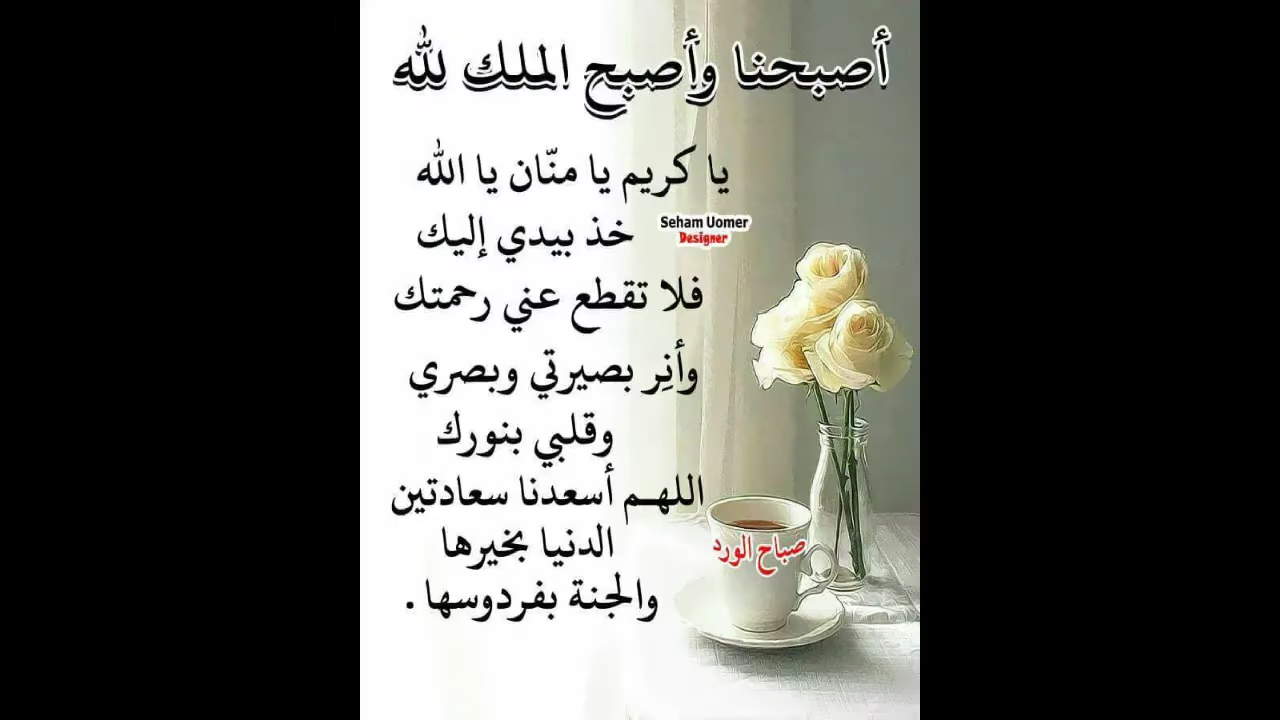 أصبحنا وأصبح الملك لله
يا كريم يا منّان يا الله
خذ بيدي إليك
Seham Uomer
Designer
فلا تقطع عني رحمتك
وأنِر بصيرتي وبصري
وقلبي بنورك
اللهـم أسعدنا سعادتين
الدنيا بخيرها
والجنة بفردوسها .
صباح الورد